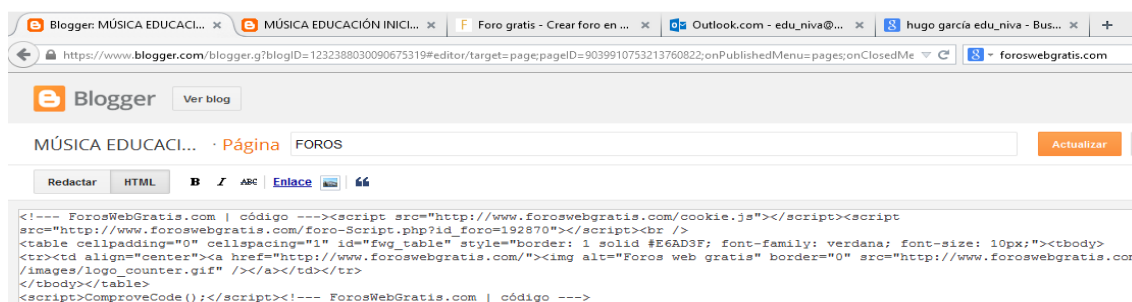 Blogger: MÚSICA EDUCACI... × MÚSICA EDUCACIÓN INICI... × F Foro gratis - Crear foro en ... × Outlook.com - edu_niva@... × 8 hugo garcía edu_niva - Bus... × +
https://www.blogger.com/blogger.g?blogID=1232388030090675319#editor/target=page;pageID=9039910753213760822;onPublishedMenu=pages;onClosedMe 8 foroswebgratis.com
Blogger Ver blog
MÚSICA EDUCACI... · Página FOROS Actualizar
Redactar HTML B I ABC Enlace
<!--- ForosWebGratis.com | código ---><script src="http://www.foroswebgratis.com/cookie.js"></script><script
src="http://www.foroswebgratis.com/foro-Script.php?id_foro=192870"></script><br />
<table cellpadding="0" cellspacing="1" id="fwg_table" style="border: 1 solid #E6AD3F; font-family: verdana; font-size: 10px;"><tbody>
<tr><td align="center"><a href="http://www.foroswebgratis.com/"><img alt="Foros web gratis" border="0" src="http://www.foroswebgratis.com
/images/logo_counter.gif" /></a></td></tr>
</tbody></table>
<script>ComproveCode();</script><!--- ForosWebGratis.com | código --->